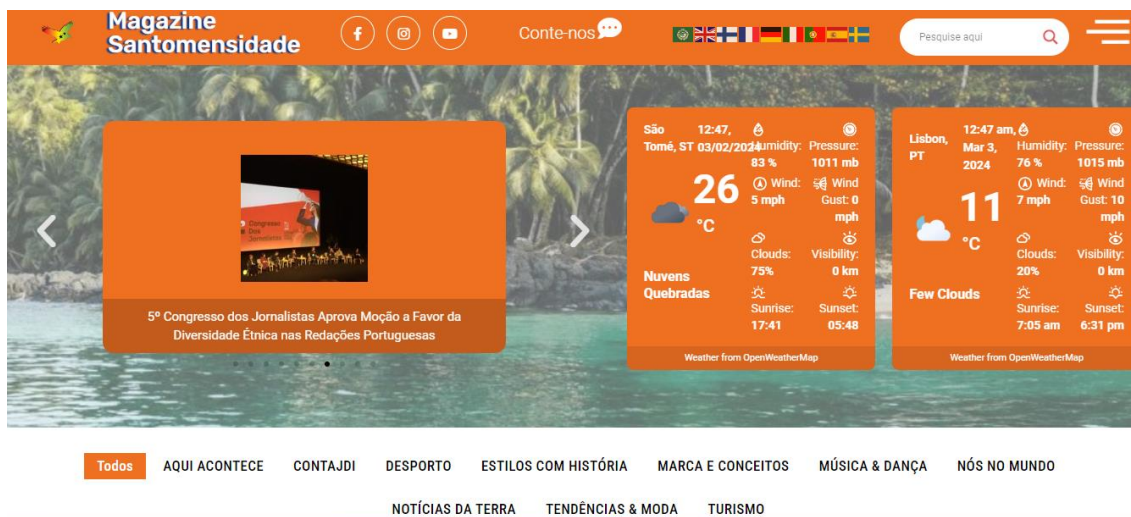 Magazine
Santomensidade
Conte-nos
Pesquise aqui
Congresso
Dos
Jornalistas
5º Congresso dos Jornalistas Aprova Moção a Favor da
Diversidade Étnica nas Redações Portuguesas
São
Tomé, ST
12:47,
03/02/2024
Humidity:
83 %
Pressure:
1011 mb
26
°C
Wind:
5 mph
Wind
Gust: 0
mph
Clouds:
75%
Visibility:
0 km
Nuvens
Quebradas
Sunrise:
17:41
Sunset:
05:48
Weather from OpenWeatherMap
Lisbon,
PT
12:47 am,
Mar 3,
2024
Humidity:
76 %
Pressure:
1015 mb
11
°C
Wind:
7 mph
Wind
Gust: 10
mph
Clouds:
20%
Visibility:
0 km
Few Clouds
Sunrise:
7:05 am
Sunset:
6:31 pm
Weather from OpenWeatherMap
Todos AQUI ACONTECE CONTAJDI DESPORTO ESTILOS COM HISTÓRIA MARCA E CONCEITOS MÚSICA & DANÇA NÓS NO MUNDO
NOTÍCIAS DA TERRA TENDÊNCIAS & MODA TURISMO